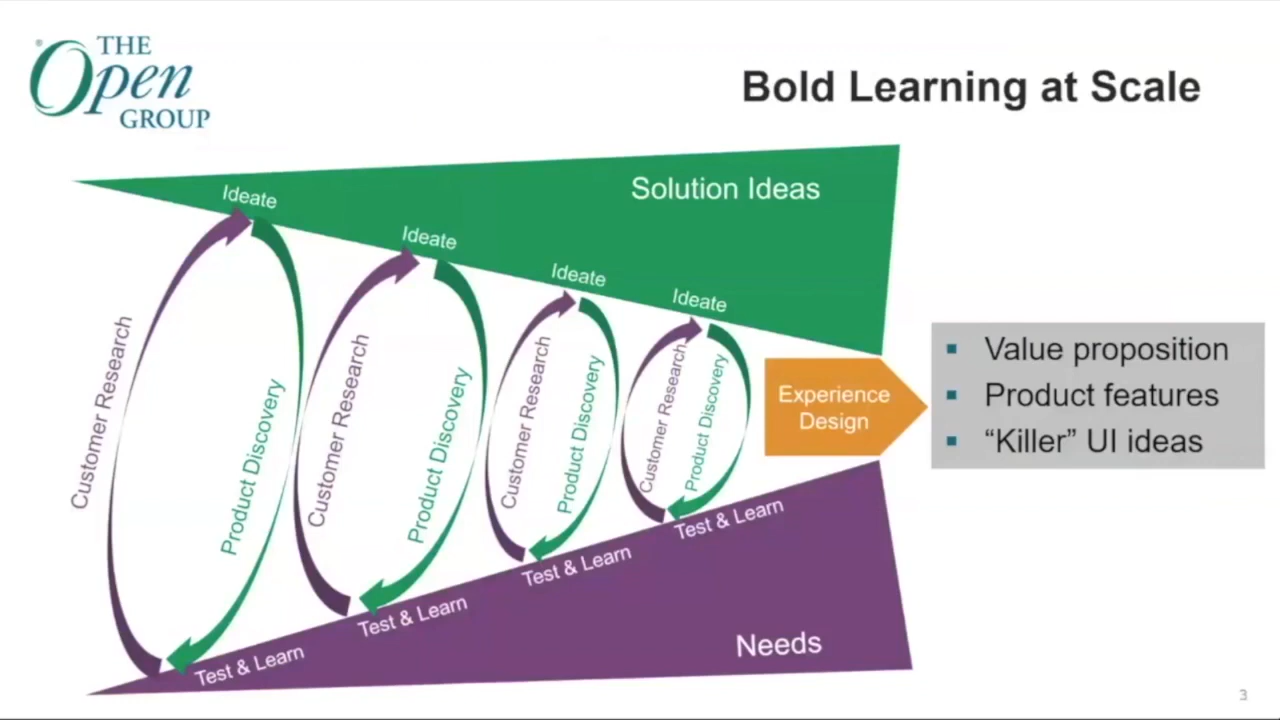 THE
Open
GROUP
®
Bold Learning at Scale
Solution Ideas
Ideate
Ideate
Ideate
Ideate
Customer Research
Product Discovery
Customer Research
Product Discovery
Customer Research
Product Discovery
Customer Research
Product Discovery
Experience
Design
▪ Value proposition
▪ Product features
▪ “Killer” UI ideas
Test & Learn
Test & Learn
Test & Learn
Test & Learn
Needs
3